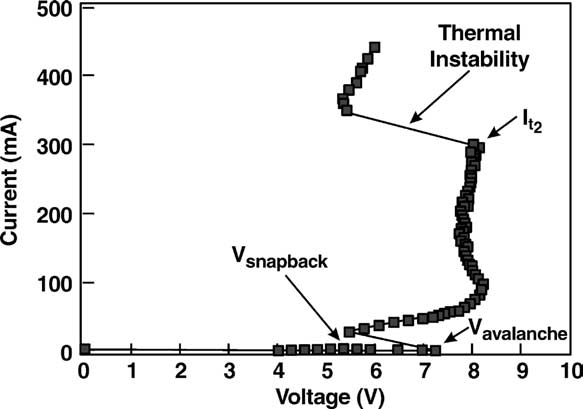 500
400
300
200
100
0
Current (mA)
Thermal
Instability
It2
Vsnapback
Vavalanche
0 1 2 3 4 5 6 7 8 9 10
Voltage (V)